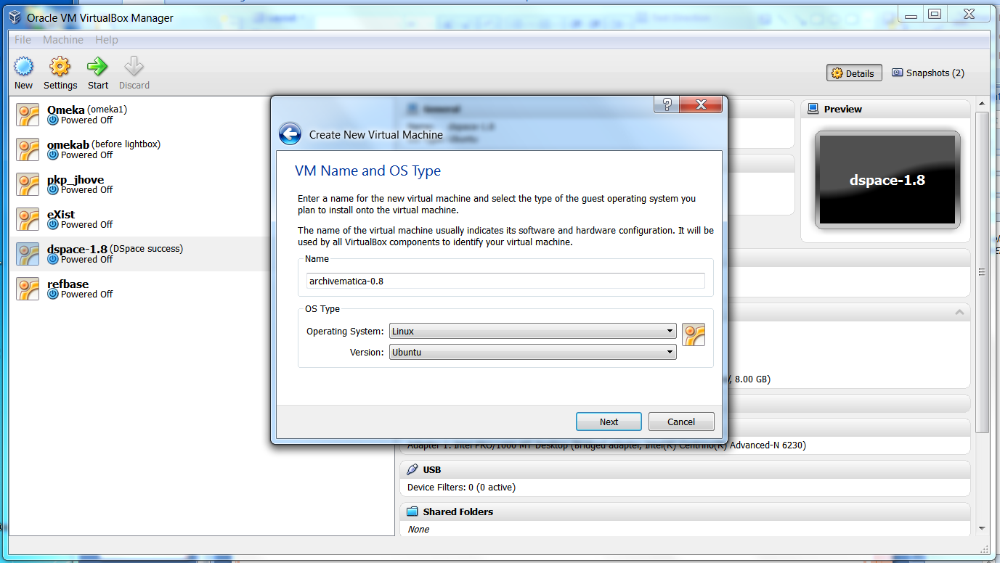 Oracle VM VirtualBox Manager
File Machine Help
New Settings Start Discard
Details Snapshots (2)
Omeka (omeka1)
Powered Off
omekab (before lightbox)
Powered Off
pkp_jhove
Powered Off
eXist
Powered Off
dspace-1.8 (DSpace success)
Powered Off
refbase
Powered Off
General
Create New Virtual Machine
VM Name and OS Type
Enter a name for the new virtual machine and select the type of the guest operating system you
plan to install onto the virtual machine.
The name of the virtual machine usually indicates its software and hardware configuration. It will be
used by all VirtualBox components to identify your virtual machine.
Name
archivematica-0.8
OS Type
Operating System: Linux
Version: Ubuntu
Next Cancel
Preview
dspace-1.8
, 8.00 GB)
Adapter 1: Intel PRO/1000 MT Desktop (Bridged adapter, Intel(R) Centrino(R) Advanced-N 6230)
USB
Device Filters: 0 (0 active)
Shared Folders
None